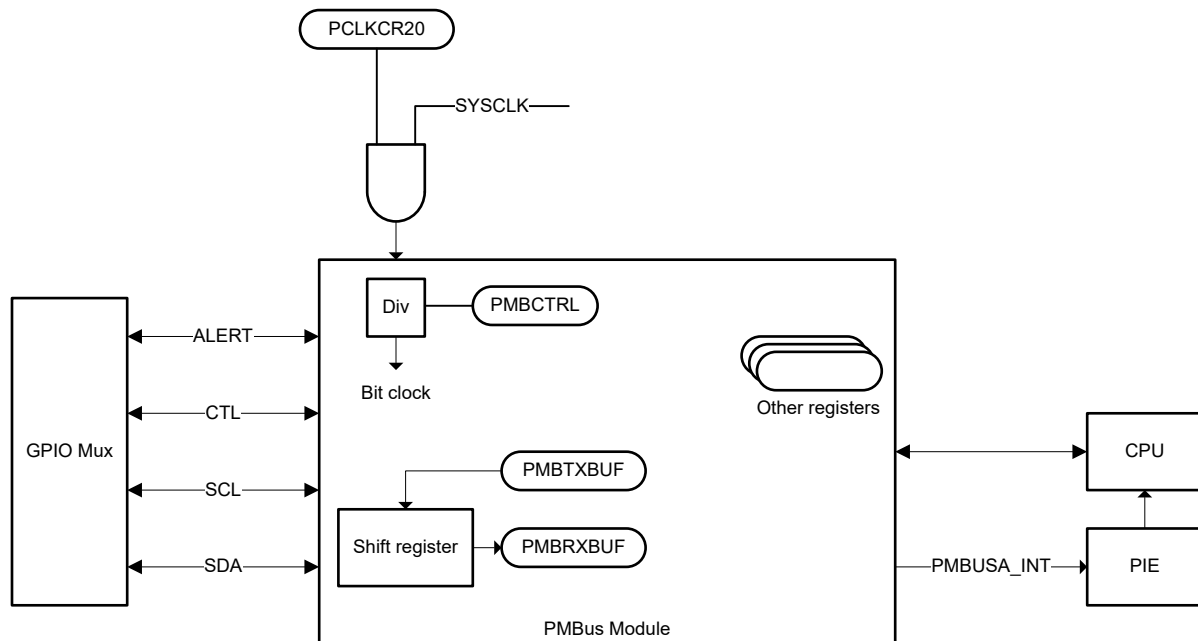 PCLKCR20
SYSCLK
Div
PMBCTRL
ALERT
Bit clock
Other registers
CTL
GPIO Mux
CPU
PMBTXBUF
SCL
Shift register
PMBRXBUF
SDA
PMBUSA_INT
PIE
PMBus Module